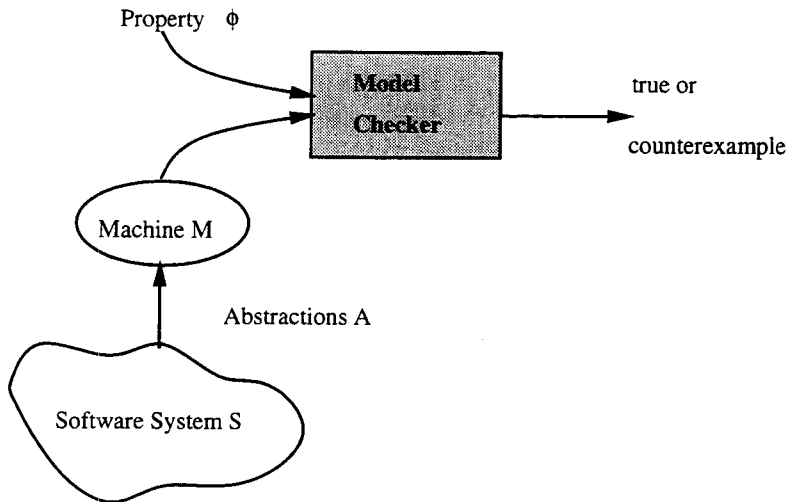 Property ϕ
Model
Checker
true or
counterexample
Machine M
Abstractions A
Software System S